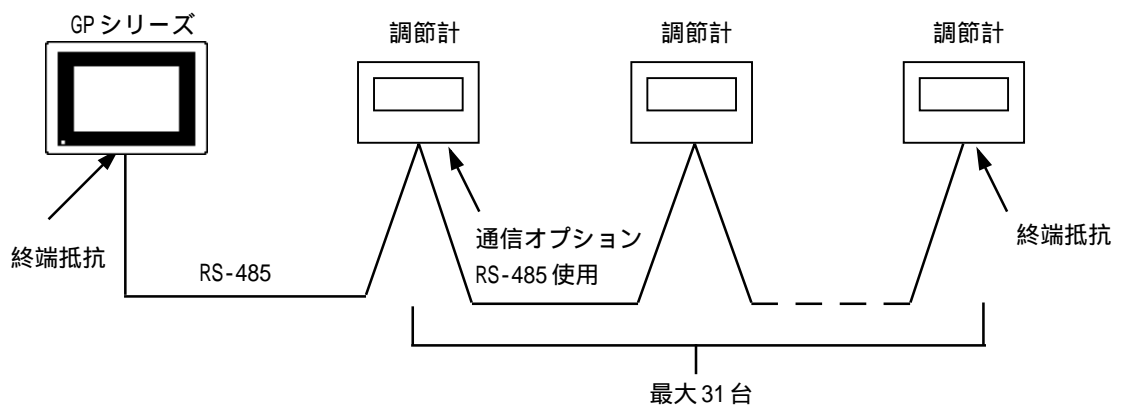 GPシリーズ
調節計
調節計
調節計
終端抵抗
RS-485
通信オプション
RS-485使用
終端抵抗
最大31台